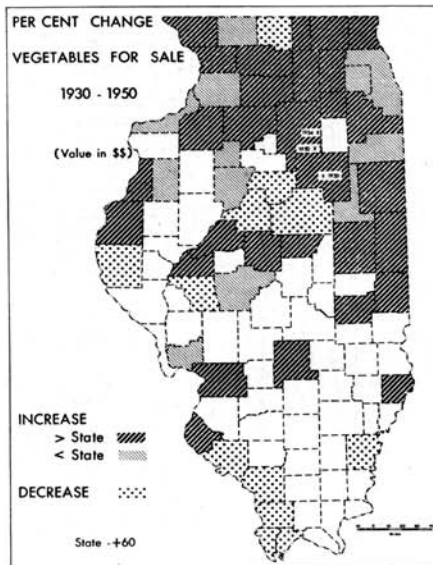 PER CENT CHANGE
VEGETABLES FOR SALE
1930 - 1950
(Value in $$)
INCREASE
> State
< State
DECREASE
State -+60